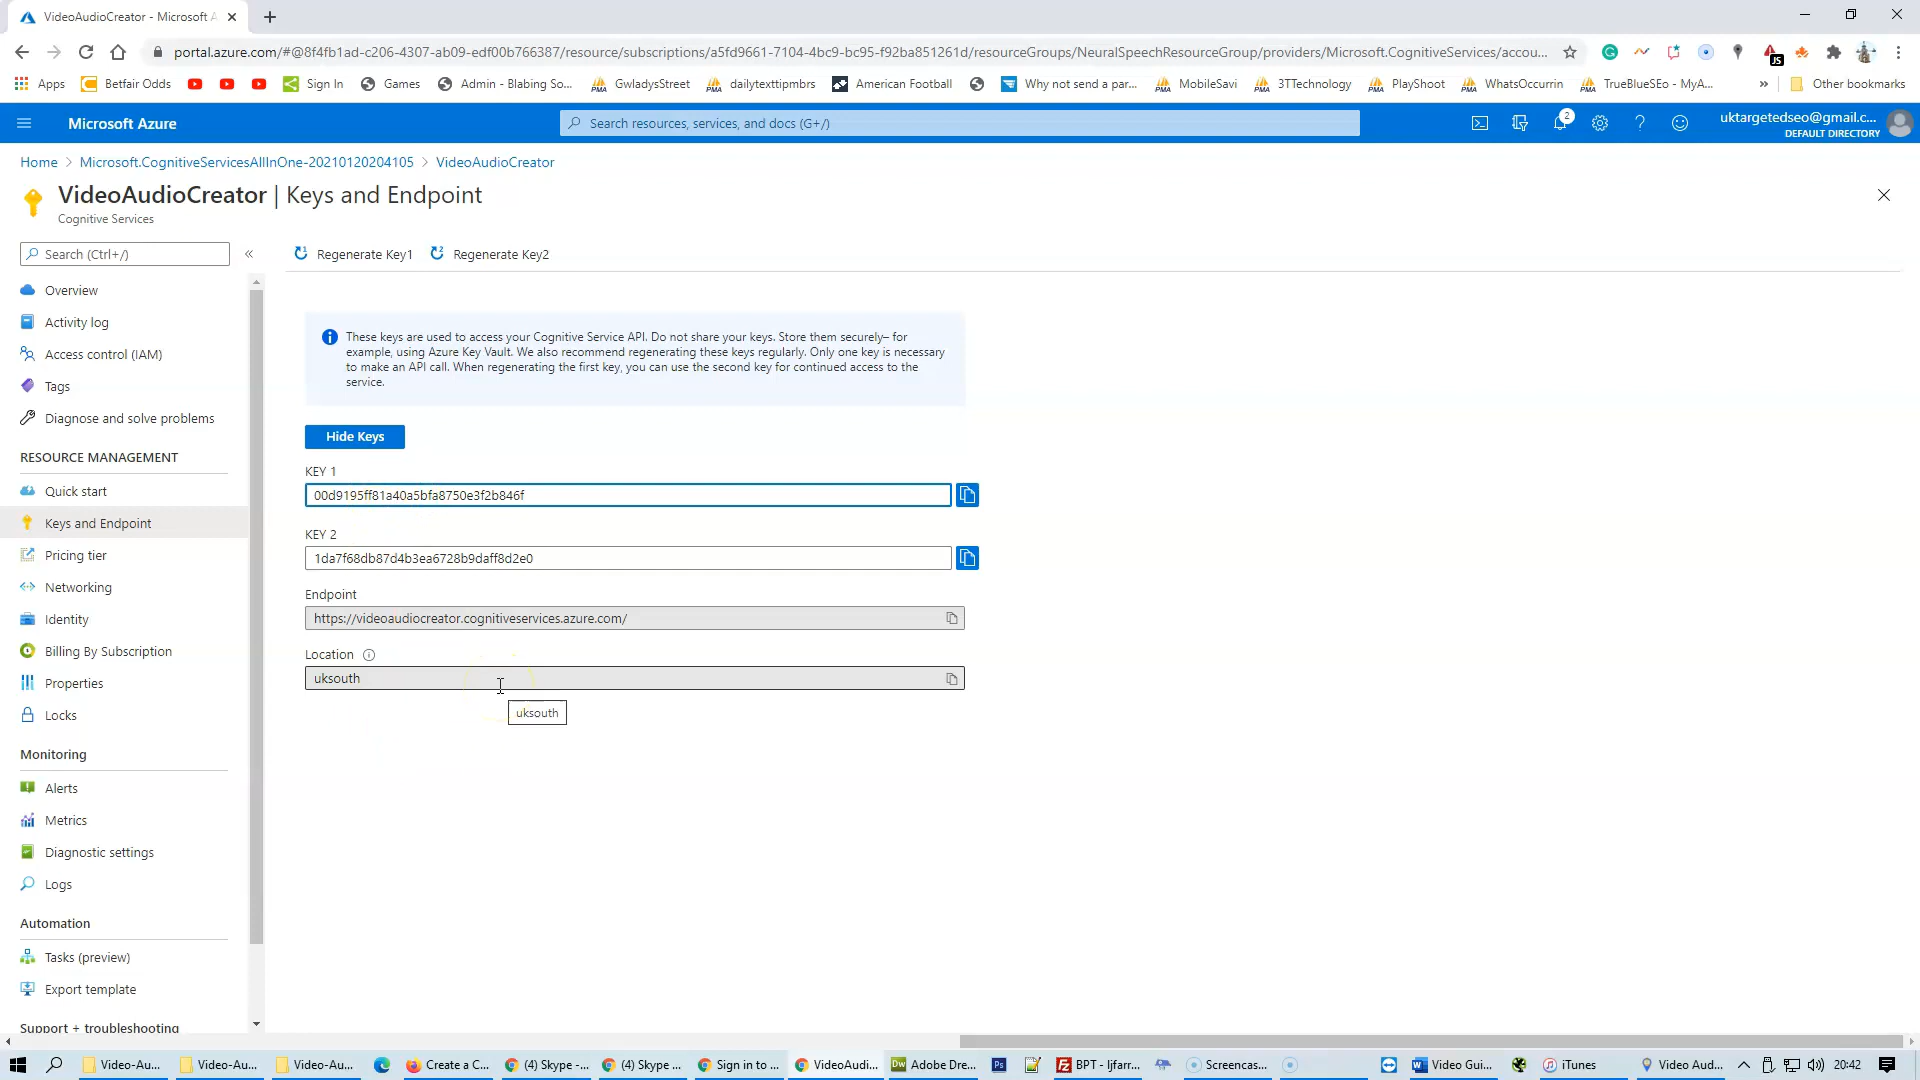 VideoAudioCreator - Microsoft A
portal.azure.com/#@8f4fb1ad-c206-4307-ab09-edf00b766387/resource/subscriptions/a5fd9661-7104-4bc9-bc95-f92ba851261d/resourceGroups/NeuralSpeechResourceGroup/providers/Microsoft.CognitiveServices/accou...
JS
Apps Betfair Odds Sign In Games Admin - Blabing So... GwladysStreet dailytexttipmbrs American Football Why not send a par... MobileSavi 3TTechnology PlayShoot WhatsOccurrin TrueBlueSEo - MyA... » Other bookmarks
Microsoft Azure
Search resources, services, and docs (G+/)
2
uktargetedseo@gmail.c...
DEFAULT DIRECTORY
Home > Microsoft.CognitiveServicesAllInOne-20210120204105 > VideoAudioCreator
VideoAudioCreator | Keys and Endpoint
Cognitive Services
Search (Ctrl+/)
«
Regenerate Key1
Regenerate Key2
Overview
Activity log
Access control (IAM)
Tags
Diagnose and solve problems
RESOURCE MANAGEMENT
Quick start
Keys and Endpoint
Pricing tier
Networking
Identity
Billing By Subscription
Properties
Locks
Monitoring
Alerts
Metrics
Diagnostic settings
Logs
Automation
Tasks (preview)
Export template
Support + troubleshooting
These keys are used to access your Cognitive Service API. Do not share your keys. Store them securely– for
example, using Azure Key Vault. We also recommend regenerating these keys regularly. Only one key is necessary
to make an API call. When regenerating the first key, you can use the second key for continued access to the
service.
Hide Keys
KEY 1
00d9195ff81a40a5bfa8750e3f2b846f
KEY 2
1da7f68db87d4b3ea6728b9daff8d2e0
Endpoint
https://videoaudiocreator.cognitiveservices.azure.com/
Location
uksouth
uksouth
Video-Au... Video-Au... Video-Au... Create a C... (4) Skype -... (4) Skype ... Sign in to ... VideoAudi... Dw Adobe Dre... Ps BPT - ljfarr... Screencas... Video Gui... iTunes Video Aud... 20:42